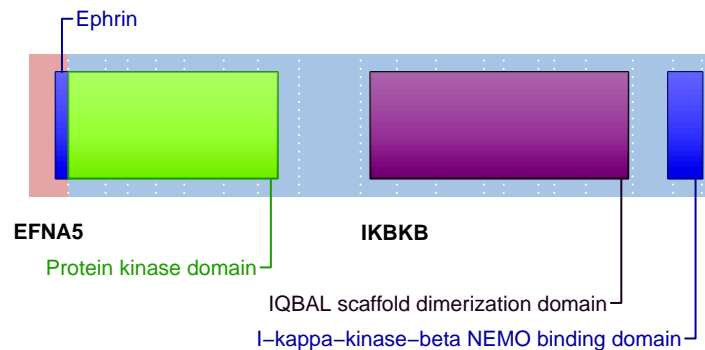 Ephrin
EFNA5
IKBKB
Protein kinase domain
IQBAL scaffold dimerization domain
I−kappa−kinase−beta NEMO binding domain